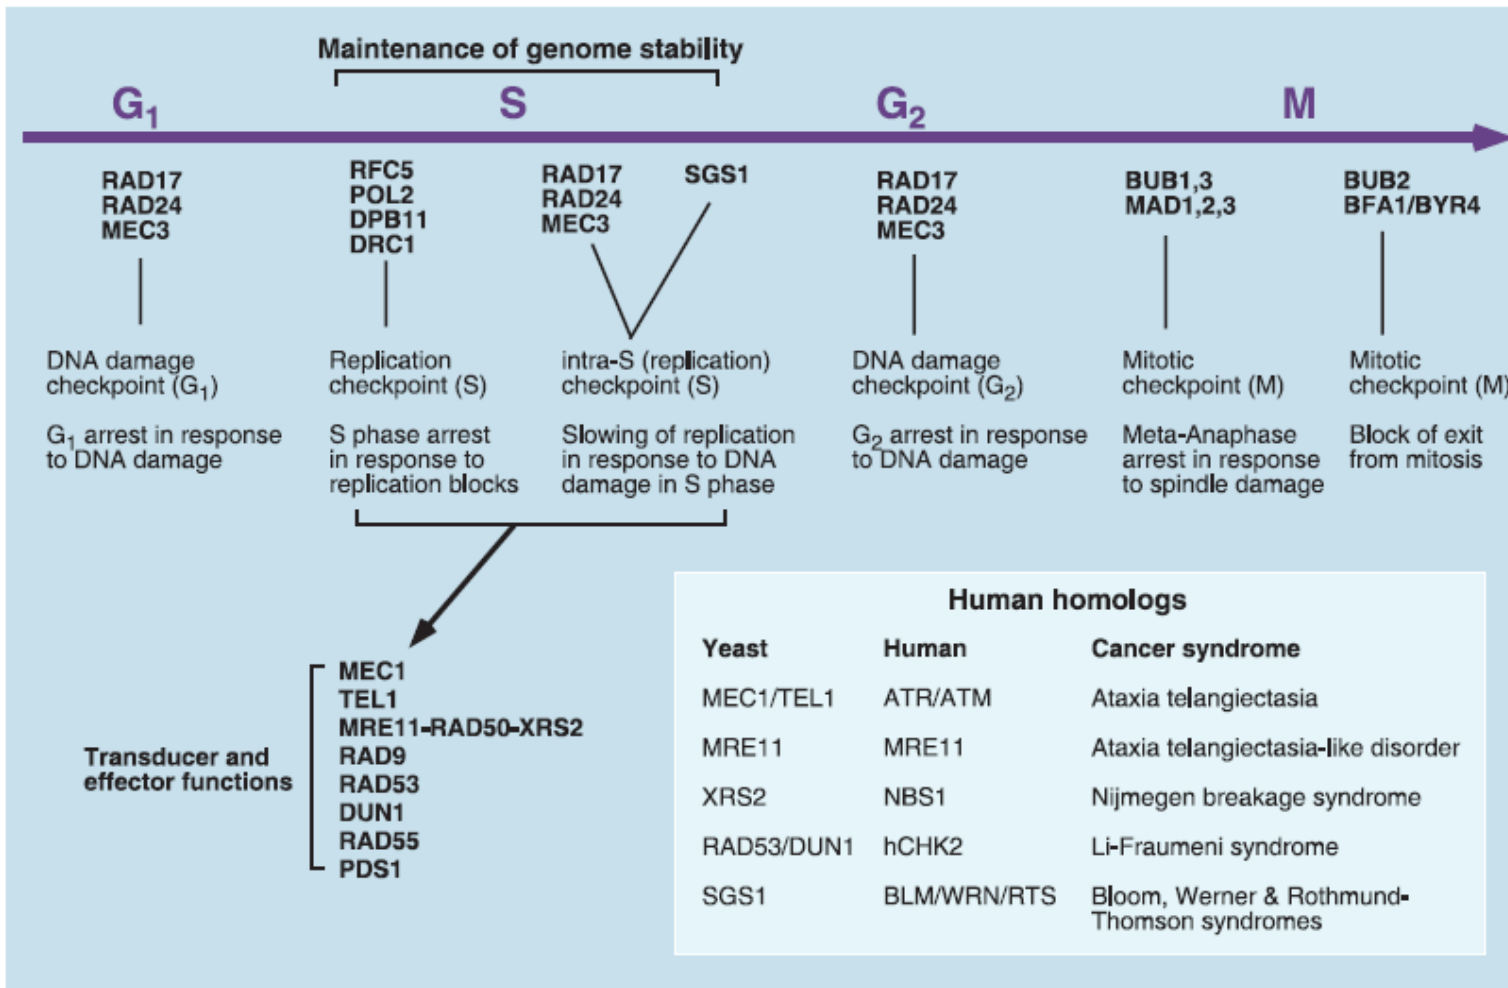 Maintenance of genome stability
G1
S
G2
M
RAD17
RAD24
MEC3
RFC5
POL2
DPB11
DRC1
RAD17
RAD24
MEC3
SGS1
RAD17
RAD24
MEC3
BUB1,3
MAD1,2,3
BUB2
BFA1/BYR4
DNA damage
checkpoint (G1)
G1 arrest in response
to DNA damage
Replication
checkpoint (S)
S phase arrest
in response to
replication blocks
intra-S (replication)
checkpoint (S)
Slowing of replication
in response to DNA
damage in S phase
DNA damage
checkpoint (G2)
G2 arrest in response
to DNA damage
Mitotic
checkpoint (M)
Meta-Anaphase
arrest in response
to spindle damage
Mitotic
checkpoint (M)
Block of exit
from mitosis
Transducer and
effector functions
MEC1
TEL1
MRE11-RAD50-XRS2
RAD9
RAD53
DUN1
RAD55
PDS1
Human homologs
Yeast Human Cancer syndrome
MEC1/TEL1 ATR/ATM Ataxia telangiectasia
MRE11 MRE11 Ataxia telangiectasia-like disorder
XRS2 NBS1 Nijmegen breakage syndrome
RAD53/DUN1 hCHK2 Li-Fraumeni syndrome
SGS1 BLM/WRN/RTS Bloom, Werner & Rothmund-
Thomson syndromes